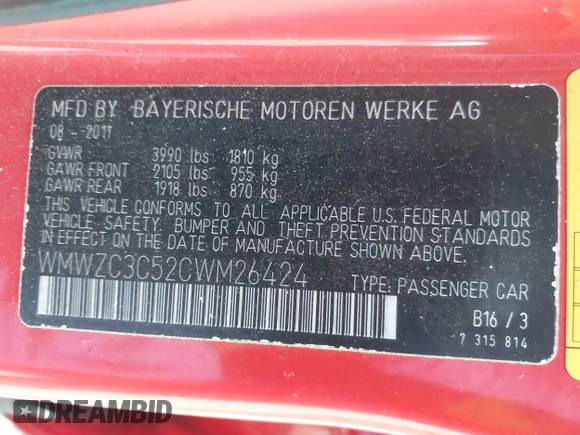 MFD BY BAYERISCHE MOTOREN WERKE AG
08 - 2011
GVWR 3990 lbs 1810 kg
GAWR FRONT 2105 lbs 955 kg
GAWR REAR 1918 lbs 870 kg
THIS VEHICLE CONFORMS TO ALL APPLICABLE U.S. FEDERAL MOTOR
VEHICLE SAFETY, BUMPER AND THEFT PREVENTION STANDARDS
IN EFFECT ON DATE OF MANUFACTURE SHOWN ABOVE.
WMWZC3C52CWM26424
TYPE: PASSENGER CAR
B16 / 3
7 315 814
DREAMBID